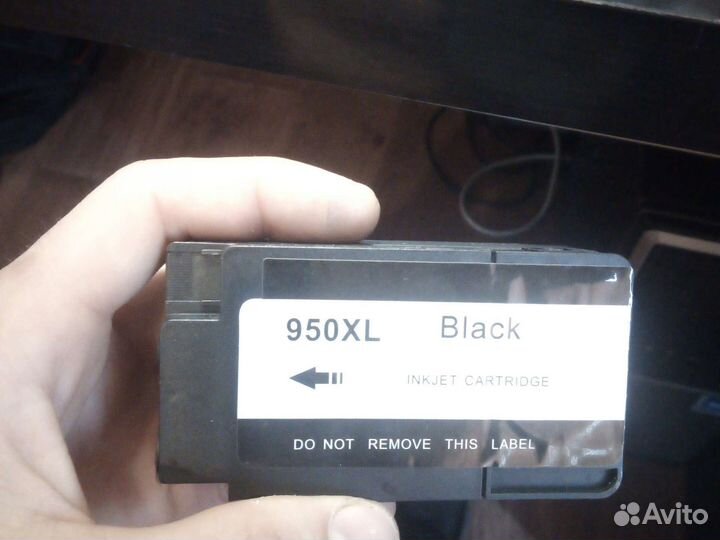 950XL Black
INKJET CARTRIDGE
DO NOT REMOVE THIS LABEL
Avito